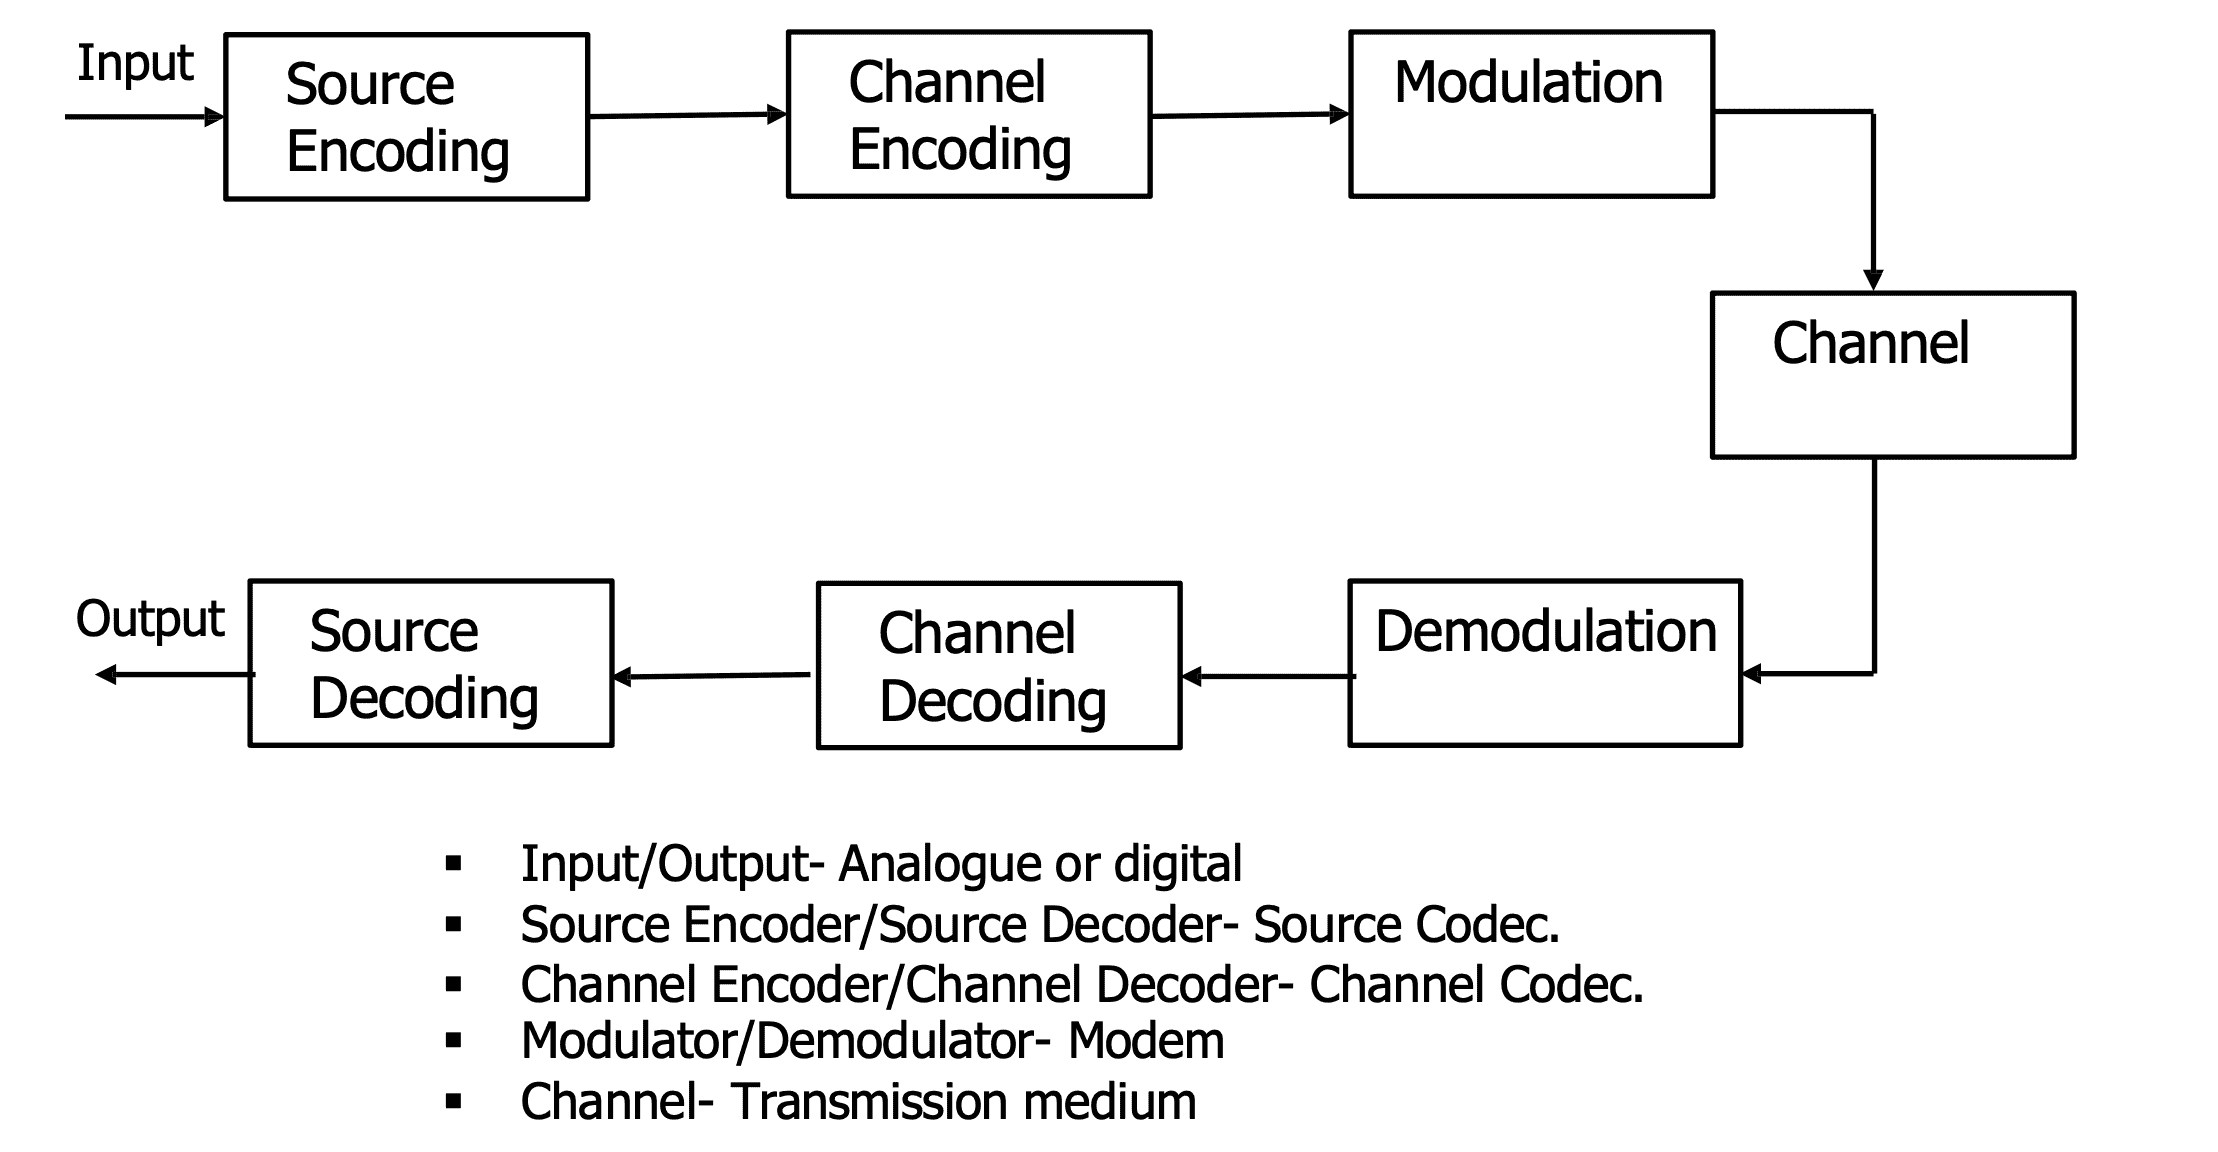 Input
Source
Encoding
Channel
Encoding
Modulation
Channel
Output
Source
Decoding
Channel
Decoding
Demodulation
▪ Input/Output- Analogue or digital
▪ Source Encoder/Source Decoder- Source Codec.
▪ Channel Encoder/Channel Decoder- Channel Codec.
▪ Modulator/Demodulator- Modem
▪ Channel- Transmission medium